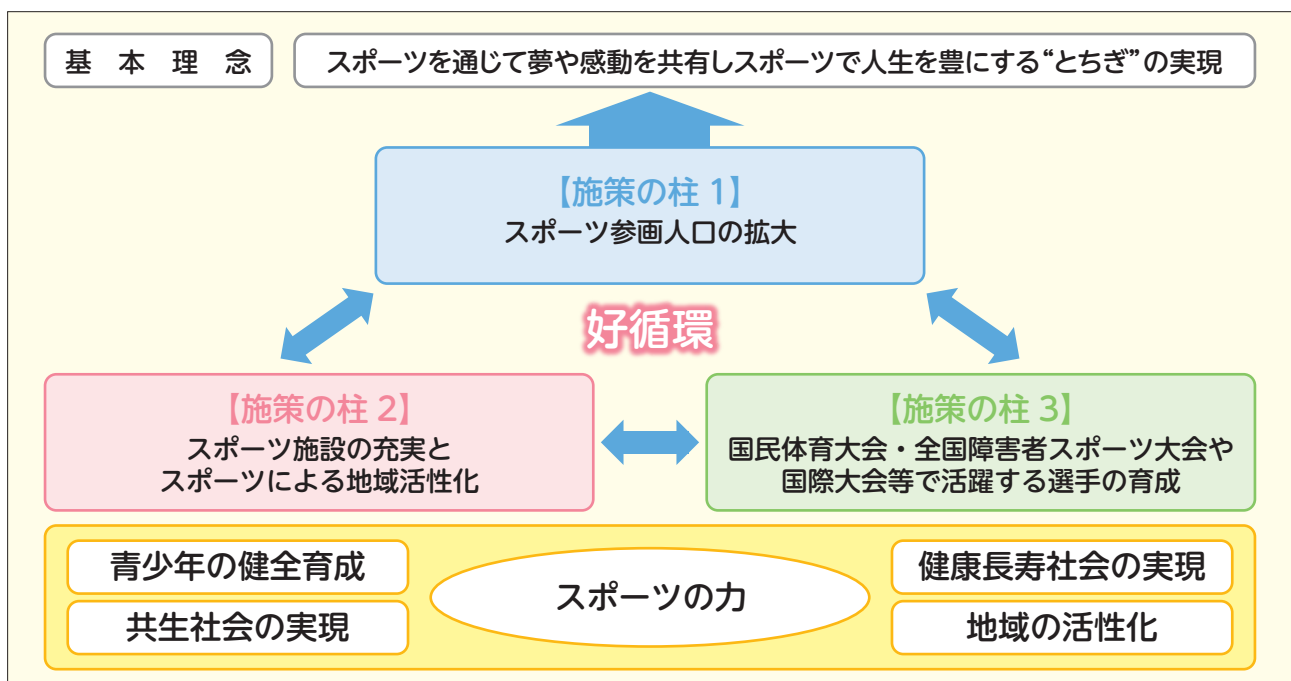 基本理念
スポーツを通じて夢や感動を共有しスポーツで人生を豊にする“とちぎ”の実現
【施策の柱 1】
スポーツ参画人口の拡大
好循環
【施策の柱 2】
スポーツ施設の充実と
スポーツによる地域活性化
【施策の柱 3】
国民体育大会・全国障害者スポーツ大会や
国際大会等で活躍する選手の育成
青少年の健全育成
共生社会の実現
スポーツの力
健康長寿社会の実現
地域の活性化